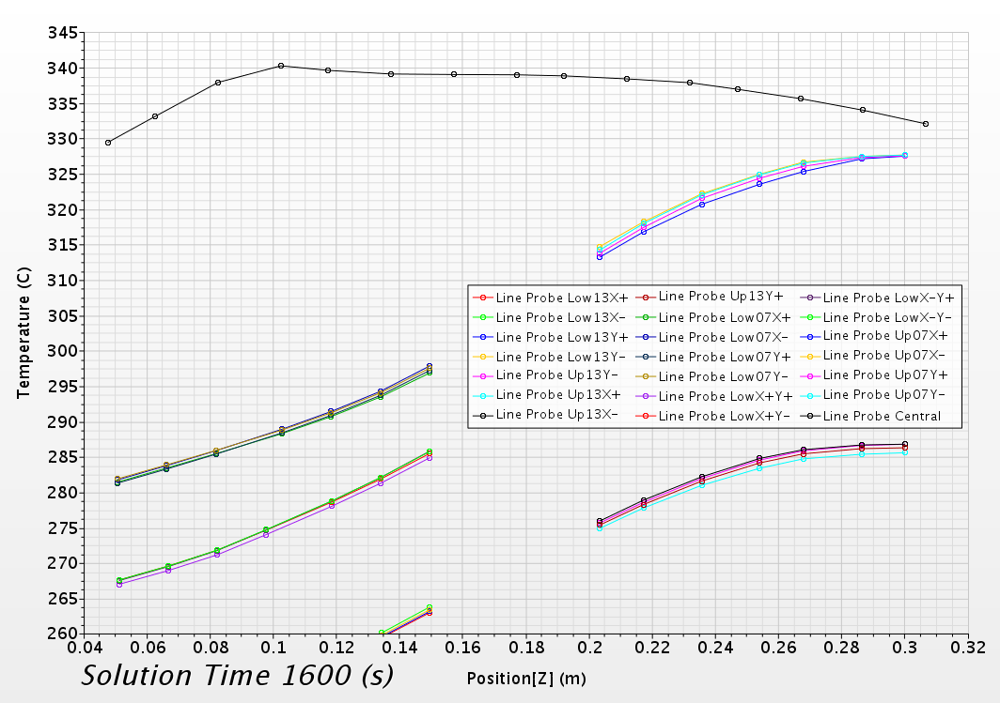 345
340
335
330
325
320
315
310
305
300
295
290
285
280
275
270
265
260
Temperature (C)
Line Probe Low13X+ Line Probe Up13Y+ Line Probe LowX-Y+
Line Probe Low13X- Line Probe Low07X+ Line Probe LowX-Y-
Line Probe Low13Y+ Line Probe Low07X- Line Probe Up07X+
Line Probe Low13Y- Line Probe Low07Y+ Line Probe Up07X-
Line Probe Up13Y- Line Probe Low07Y- Line Probe Up07Y+
Line Probe Up13X+ Line Probe LowX+Y+ Line Probe Up07Y-
Line Probe Up13X- Line Probe LowX+Y- Line Probe Central
0.04 0.06 0.08 0.1 0.12 0.14 0.16 0.18 0.2 0.22 0.24 0.26 0.28 0.3 0.32
Solution Time 1600 (s)
Position[Z] (m)